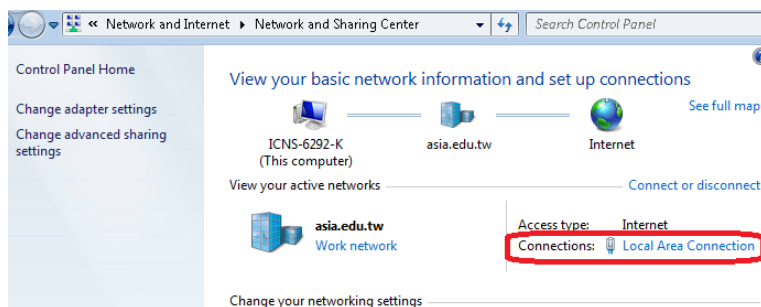 « Network and Internet ▸ Network and Sharing Center
Search Control Panel
Control Panel Home
Change adapter settings
Change advanced sharing
settings
View your basic network information and set up connections
See full map
ICNS-6292-K
(This computer)
asia.edu.tw
Internet
View your active networks
Connect or disconnect
asia.edu.tw
Work network
Access type: Internet
Connections: Local Area Connection
Change your networking settings